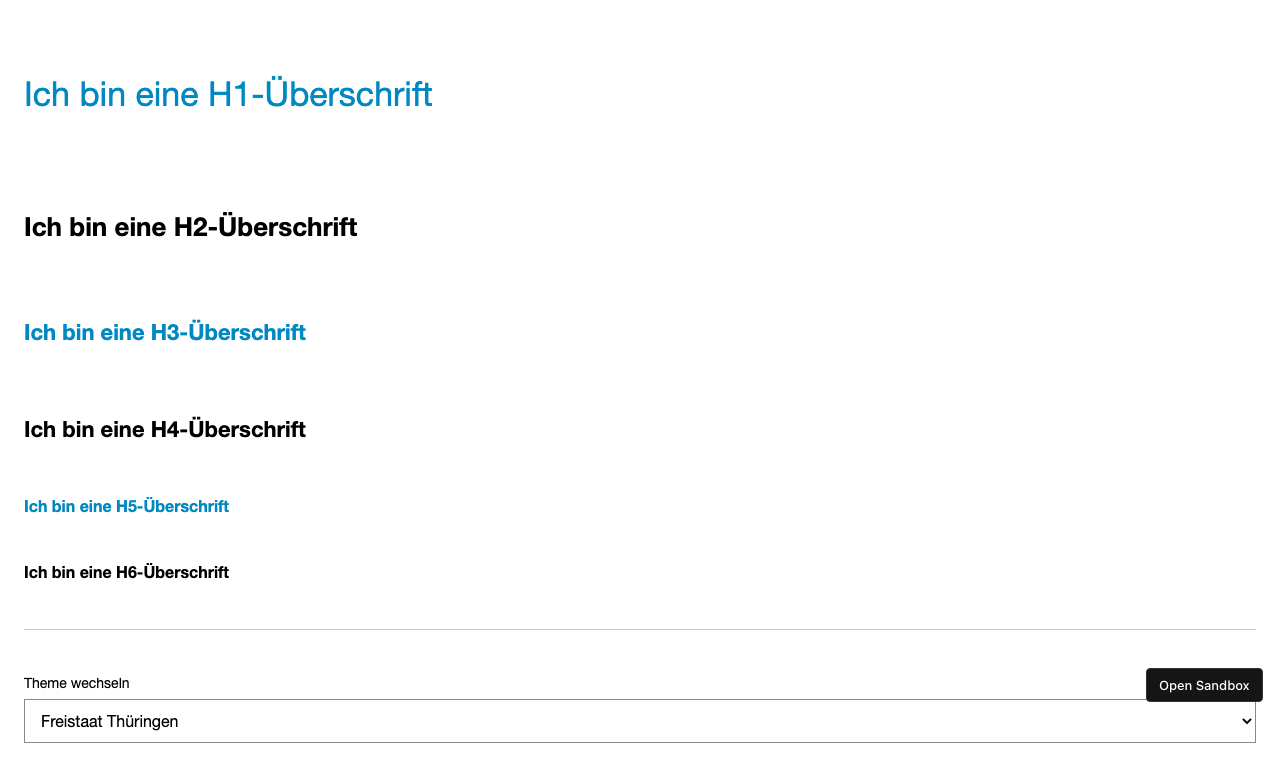 Ich bin eine H1-Überschrift
Ich bin eine H2-Überschrift
Ich bin eine H3-Überschrift
Ich bin eine H4-Überschrift
Ich bin eine H5-Überschrift
Ich bin eine H6-Überschrift
Theme wechseln
Open Sandbox
Freistaat Thüringen